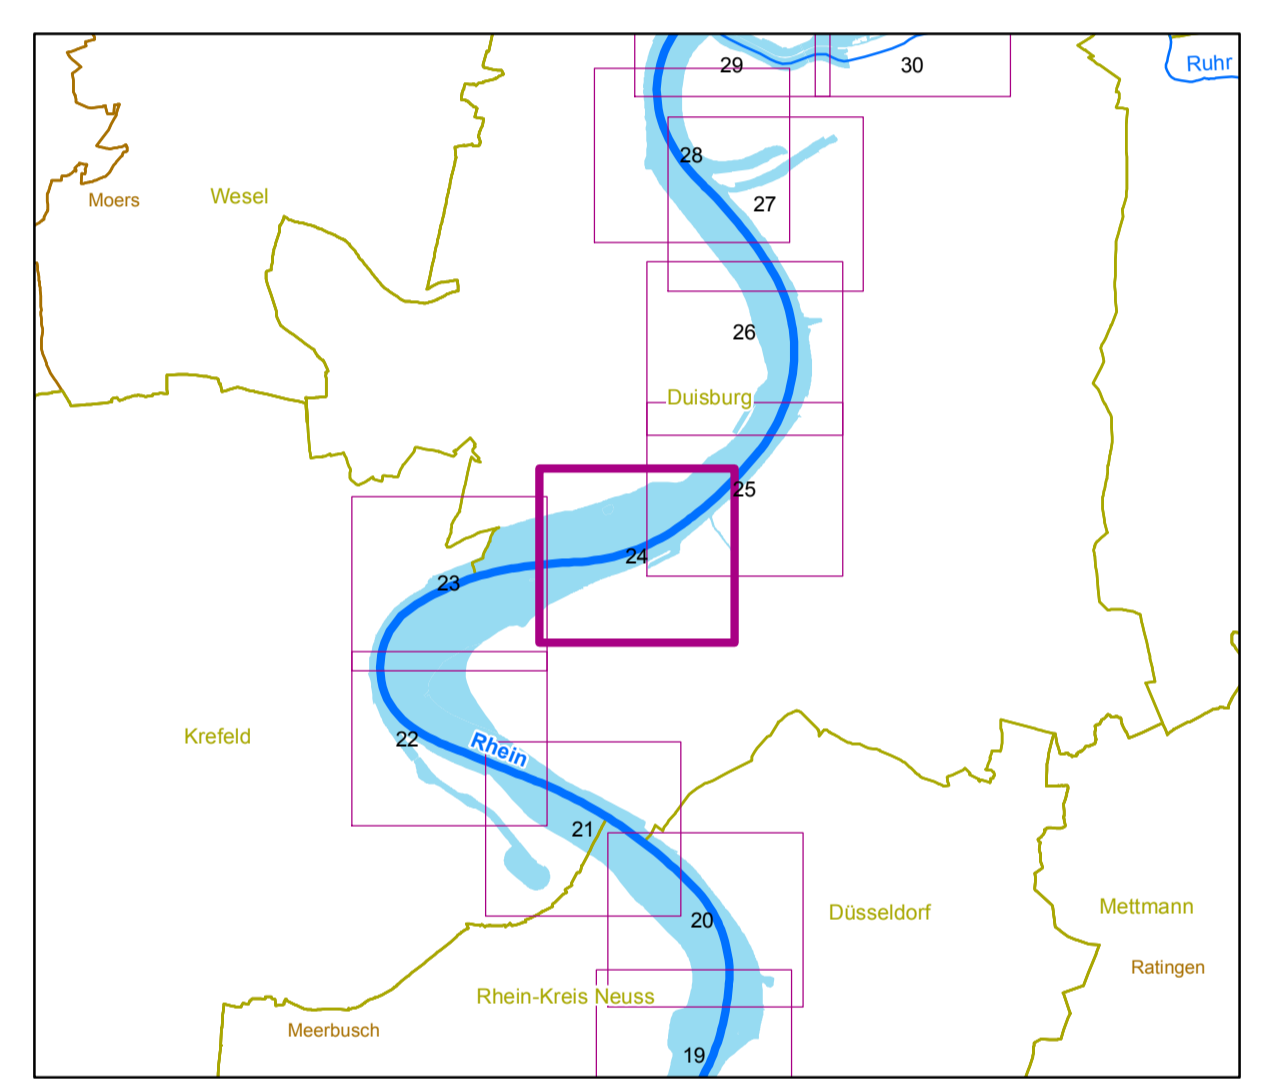 29
30
Ruhr
28
Moers
Wesel
27
26
Duisburg
25
24
23
Krefeld
22
Rhein
21
20
Düsseldorf
Mettmann
Ratingen
Rhein-Kreis Neuss
Meerbusch
19